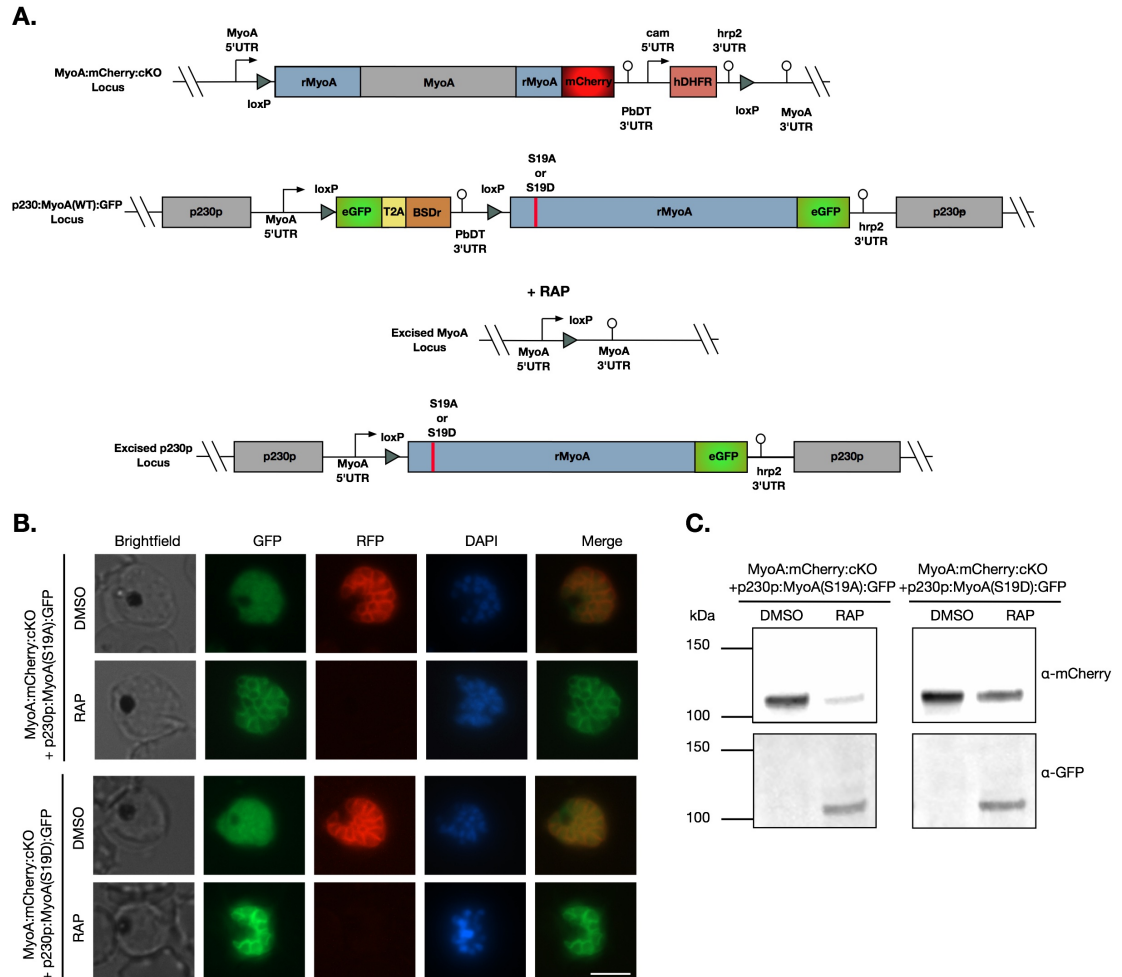 A.
MyoA
5'UTR
cam
5'UTR
hrp2
3'UTR
MyoA:mCherry:cKO
Locus
rMyoA
MyoA
rMyoA
mCherry
hDHFR
loxP
PbDT
3'UTR
loxP
MyoA
3'UTR
S19A
or
S19D
p230:MyoA(WT):GFP
Locus
p230p
MyoA
5'UTR
loxP
eGFP
T2A
BSDr
PbDT
3'UTR
loxP
rMyoA
eGFP
hrp2
3'UTR
p230p
+ RAP
Excised MyoA
Locus
MyoA
5'UTR
loxP
MyoA
3'UTR
S19A
or
S19D
Excised p230p
Locus
p230p
MyoA
5'UTR
loxP
rMyoA
eGFP
hrp2
3'UTR
p230p
B.
Brightfield
GFP
RFP
DAPI
Merge
MyoA:mCherry:cKO
+ p230p:MyoA(S19A):GFP
DMSO
RAP
MyoA:mCherry:cKO
+ p230p:MyoA(S19D):GFP
DMSO
RAP
C.
MyoA:mCherry:cKO
+p230p:MyoA(S19A):GFP
MyoA:mCherry:cKO
+p230p:MyoA(S19D):GFP
kDa
DMSO
RAP
DMSO
RAP
150
100
α-mCherry
150
100
α-GFP